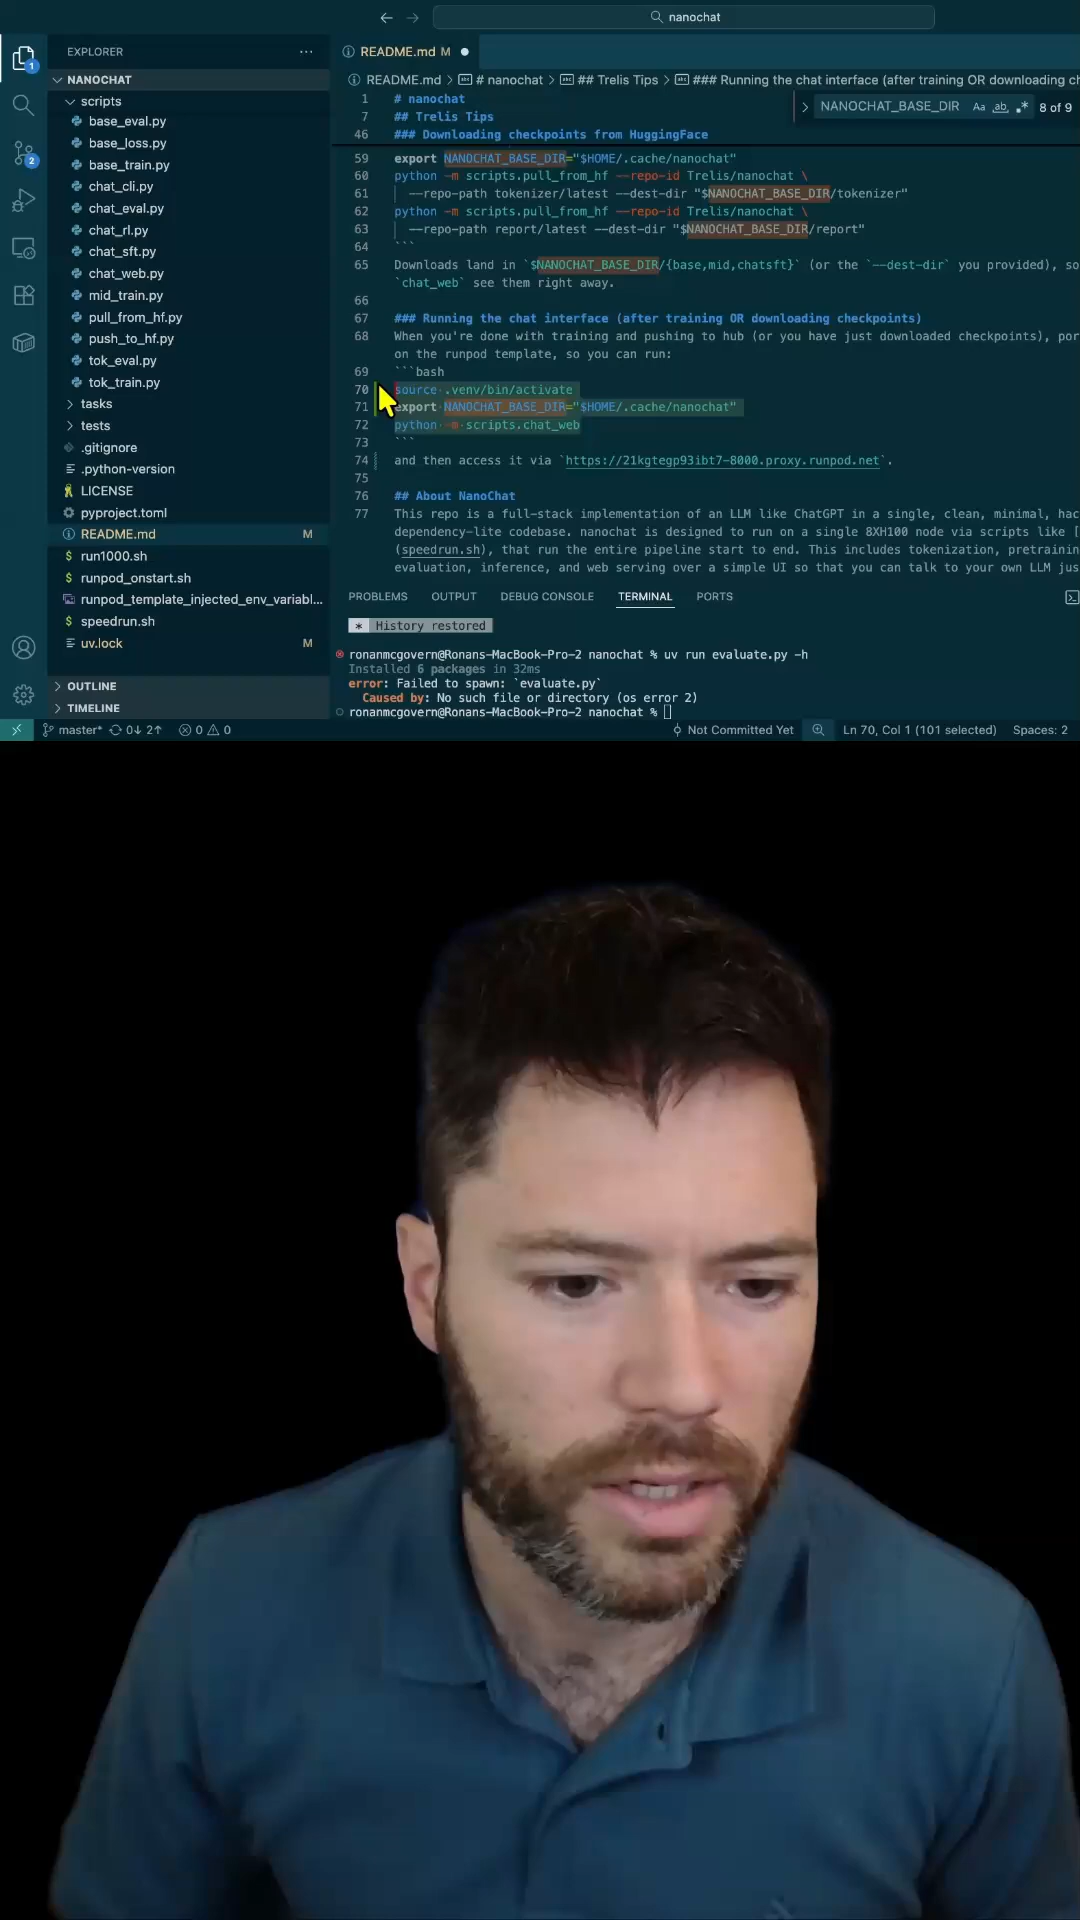 nanochat
EXPLORER
README.md M
NANOCHAT
README.md > # nanochat > ## Trelis Tips > ### Running the chat interface (after training OR downloading ch
scripts
base_eval.py
base_loss.py
base_train.py
chat_cli.py
chat_eval.py
chat_rl.py
chat_sft.py
chat_web.py
mid_train.py
pull_from_hf.py
push_to_hf.py
tok_eval.py
tok_train.py
tasks
tests
.gitignore
.python-version
LICENSE
pyproject.toml
README.md M
run1000.sh
runpod_onstart.sh
runpod_template_injected_env_variabl...
speedrun.sh
uv.lock M
OUTLINE
TIMELINE
NANOCHAT_BASE_DIR Aa ab 8 of 9
1 # nanochat
7 ## Trelis Tips
46 ### Downloading checkpoints from HuggingFace
59 export NANOCHAT_BASE_DIR="$HOME/.cache/nanochat"
60 python -m scripts.pull_from_hf --repo-id Trelis/nanochat \
61 --repo-path tokenizer/latest --dest-dir "$NANOCHAT_BASE_DIR/tokenizer"
62 python -m scripts.pull_from_hf --repo-id Trelis/nanochat \
63 --repo-path report/latest --dest-dir "$NANOCHAT_BASE_DIR/report"
64 ```
65 Downloads land in `$NANOCHAT_BASE_DIR/{base,mid,chatsft}` (or the `--dest-dir` you provided), so
`chat_web` see them right away.
66
67 ### Running the chat interface (after training OR downloading checkpoints)
68 When you're done with training and pushing to hub (or you have just downloaded checkpoints), por
on the runpod template, so you can run:
69 ```bash
70 source .venv/bin/activate
71 export NANOCHAT_BASE_DIR="$HOME/.cache/nanochat"
72 python -m scripts.chat_web
73 ```
74 and then access it via `https://21kgtegp93ibt7-8000.proxy.runpod.net`.
75
76 ## About NanoChat
77 This repo is a full-stack implementation of an LLM like ChatGPT in a single, clean, minimal, hac
dependency-lite codebase. nanochat is designed to run on a single 8XH100 node via scripts like [
(speedrun.sh), that run the entire pipeline start to end. This includes tokenization, pretrainin
evaluation, inference, and web serving over a simple UI so that you can talk to your own LLM jus
PROBLEMS OUTPUT DEBUG CONSOLE TERMINAL PORTS
* History restored
ronanmcgovern@Ronans-MacBook-Pro-2 nanochat % uv run evaluate.py -h
Installed 6 packages in 32ms
error: Failed to spawn: `evaluate.py`
Caused by: No such file or directory (os error 2)
ronanmcgovern@Ronans-MacBook-Pro-2 nanochat %
master* 0↓ 2↑ 0 0 Not Committed Yet Ln 70, Col 1 (101 selected) Spaces: 2
1
2